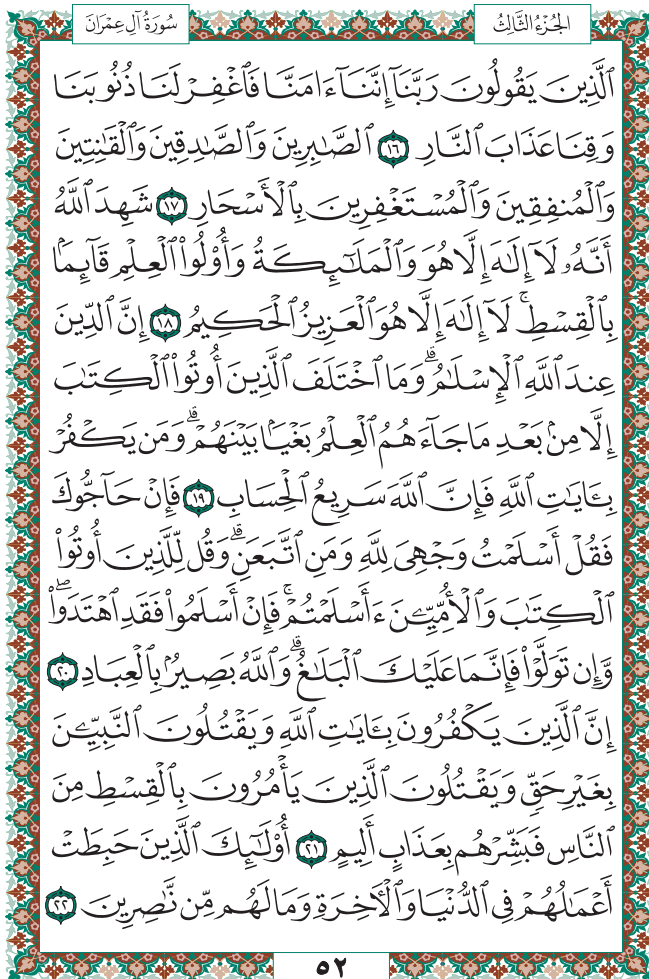 سُورَةُ آلِ عِمْرَانَ
الجُزْءُ الثَّالِثُ
ٱلَّذِينَ يَقُولُونَ رَبَّنَآ إِنَّنَآ ءَامَنَّا فَٱغْفِرْ لَنَا ذُنُوبَنَا
وَقِنَا عَذَابَ ٱلنَّارِ ١٦ ٱلصَّٰبِرِينَ وَٱلصَّٰدِقِينَ وَٱلْقَٰنِتِينَ
وَٱلْمُنفِقِينَ وَٱلْمُسْتَغْفِرِينَ بِٱلْأَسْحَارِ ١٧ شَهِدَ ٱللَّهُ
أَنَّهُۥ لَآ إِلَٰهَ إِلَّا هُوَ وَٱلْمَلَٰٓئِكَةُ وَأُو۟لُوا۟ ٱلْعِلْمِ قَآئِمَۢا
بِٱلْقِسْطِ ۚ لَآ إِلَٰهَ إِلَّا هُوَ ٱلْعَزِيزُ ٱلْحَكِيمُ ١٨ إِنَّ ٱلدِّينَ
عِندَ ٱللَّهِ ٱلْإِسْلَٰمُ ۗ وَمَا ٱخْتَلَفَ ٱلَّذِينَ أُوتُوا۟ ٱلْكِتَٰبَ
إِلَّا مِنۢ بَعْدِ مَا جَآءَهُمُ ٱلْعِلْمُ بَغْيَۢا بَيْنَهُمْ ۗ وَمَن يَكْفُرْ
بِـَٔايَٰتِ ٱللَّهِ فَإِنَّ ٱللَّهَ سَرِيعُ ٱلْحِسَابِ ١٩ فَإِنْ حَآجُّوكَ
فَقُلْ أَسْلَمْتُ وَجْهِىَ لِلَّهِ وَمَنِ ٱتَّبَعَنِ ۗ وَقُل لِّلَّذِينَ أُوتُوا۟
ٱلْكِتَٰبَ وَٱلْأُمِّيِّـۧنَ ءَأَسْلَمْتُمْ ۚ فَإِنْ أَسْلَمُوا۟ فَقَدِ ٱهْتَدَوا۟ ۖ
وَّإِن تَوَلَّوْا۟ فَإِنَّمَا عَلَيْكَ ٱلْبَلَٰغُ ۗ وَٱللَّهُ بَصِيرُۢ بِٱلْعِبَادِ ٢٠
إِنَّ ٱلَّذِينَ يَكْفُرُونَ بِـَٔايَٰتِ ٱللَّهِ وَيَقْتُلُونَ ٱلنَّبِيِّـۧنَ
بِغَيْرِ حَقٍّ وَيَقْتُلُونَ ٱلَّذِينَ يَأْمُرُونَ بِٱلْقِسْطِ مِنَ
ٱلنَّاسِ فَبَشِّرْهُم بِعَذَابٍ أَلِيمٍ ٢١ أُو۟لَٰٓئِكَ ٱلَّذِينَ حَبِطَتْ
أَعْمَٰلُهُمْ فِى ٱلدُّنْيَا وَٱلْـَٔاخِرَةِ وَمَا لَهُم مِّن نَّٰصِرِينَ ٢٢
٥٢